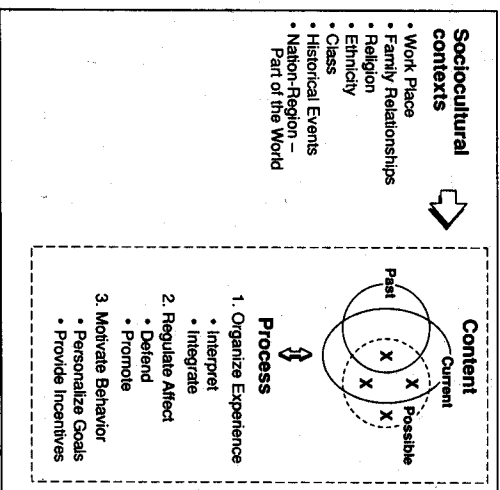 Sociocultural
contexts
• Work Place
• Family Relationships
• Religion
• Ethnicity
• Class
• Historical Events
• Nation-Region –
Part of the World
Content
Past
Current
Possible
X
X
X
X
Process
1. Organize Experience
• Interpret
• Integrate
2. Regulate Affect
• Defend
• Promote
3. Motivate Behavior
• Personalize Goals
• Provide Incentives